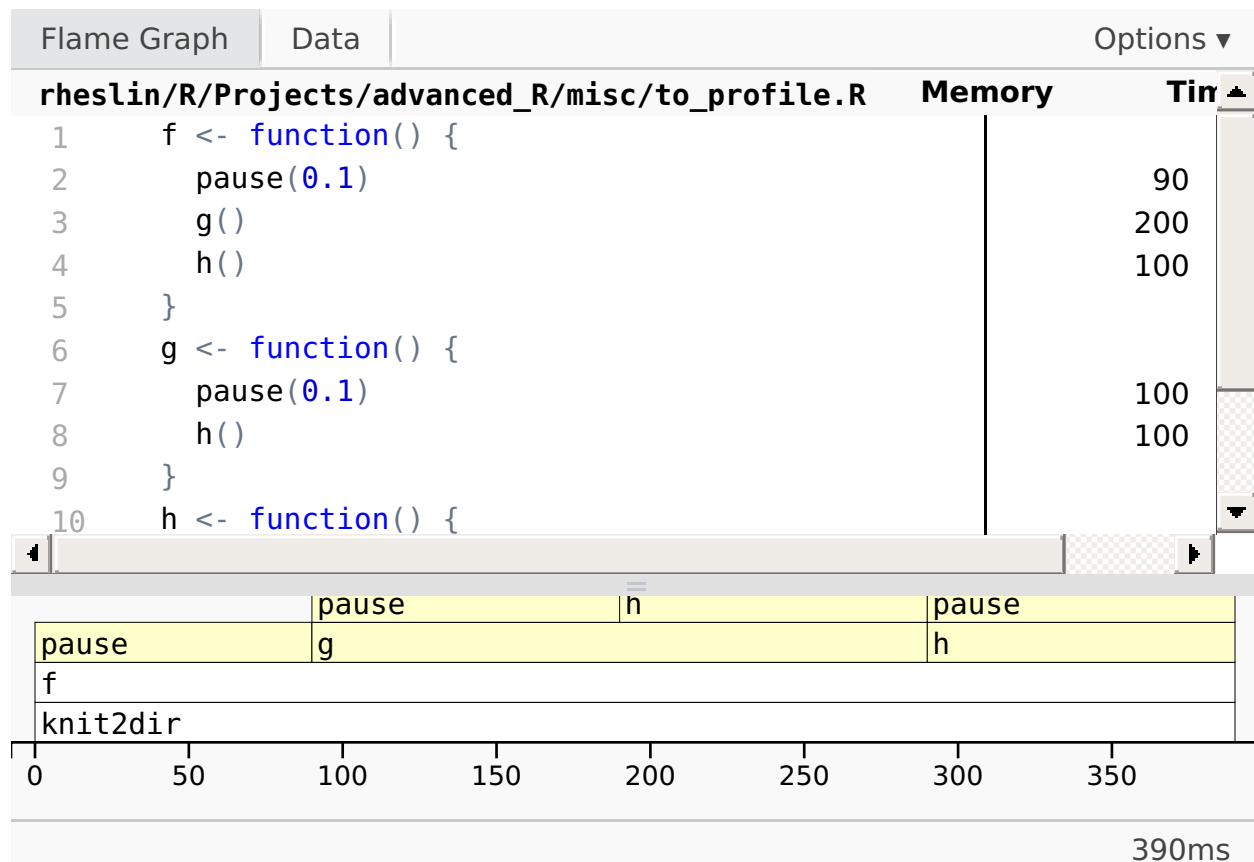 Flame Graph Data Options ▾
rheslin/R/Projects/advanced_R/misc/to_profile.R Memory Tim
1 f <- function() {
2 pause(0.1) 90
3 g() 200
4 h() 100
5 }
6 g <- function() {
7 pause(0.1) 100
8 h() 100
9 }
10 h <- function() {
pause h pause
pause g h
f
knit2dir
0 50 100 150 200 250 300 350
390ms